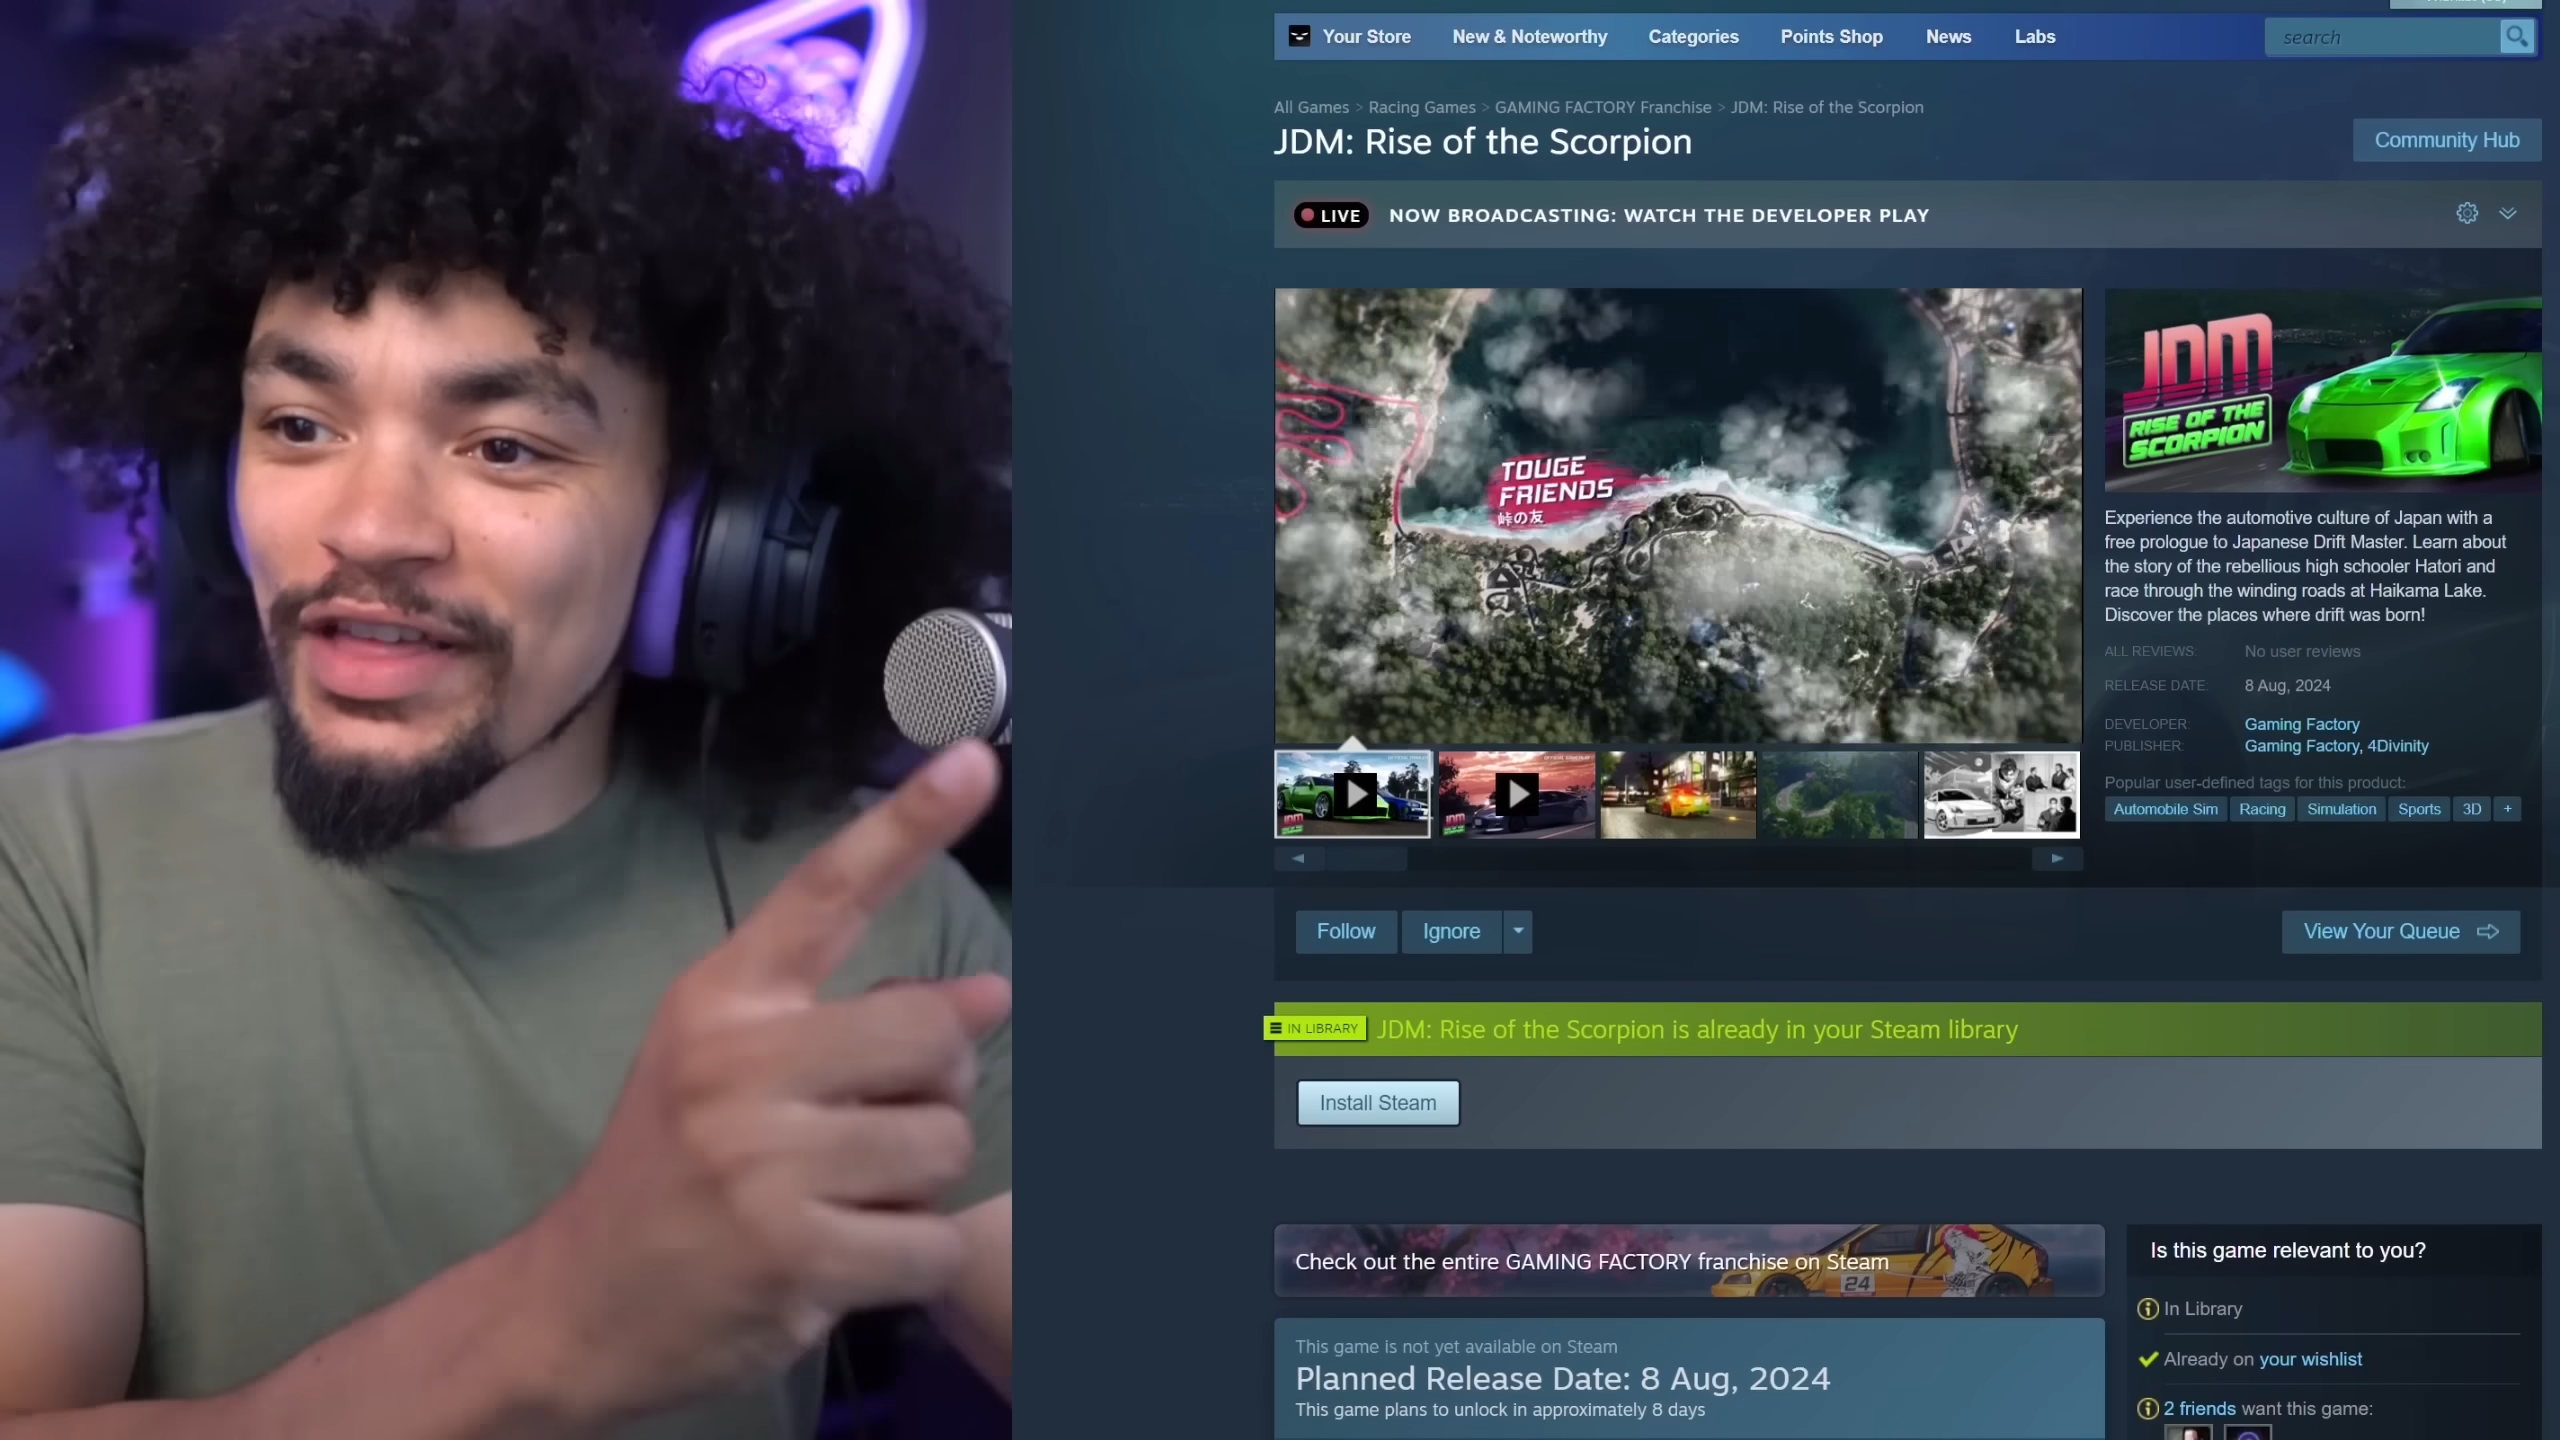 Your Store New & Noteworthy Categories Points Shop News Labs
search
All Games > Racing Games > GAMING FACTORY Franchise > JDM: Rise of the Scorpion
JDM: Rise of the Scorpion
Community Hub
LIVE NOW BROADCASTING: WATCH THE DEVELOPER PLAY
TOUGE
FRIENDS
峠の友
JDM
RISE OF THE
SCORPION
Experience the automotive culture of Japan with a
free prologue to Japanese Drift Master. Learn about
the story of the rebellious high schooler Hatori and
race through the winding roads at Haikama Lake.
Discover the places where drift was born!
ALL REVIEWS: No user reviews
RELEASE DATE: 8 Aug, 2024
DEVELOPER: Gaming Factory
PUBLISHER: Gaming Factory, 4Divinity
Popular user-defined tags for this product:
Automobile Sim Racing Simulation Sports 3D +
JDM
JDM
Follow Ignore
View Your Queue
IN LIBRARY JDM: Rise of the Scorpion is already in your Steam library
Install Steam
Check out the entire GAMING FACTORY franchise on Steam
24
This game is not yet available on Steam
Planned Release Date: 8 Aug, 2024
This game plans to unlock in approximately 8 days
Is this game relevant to you?
In Library
Already on your wishlist
2 friends want this game: